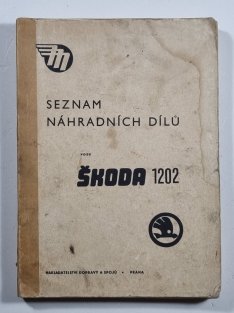 SEZNAM
NÁHRADNÍCH DÍLŮ
VOZU
ŠKODA 1202
NAKLADATELSTVÍ DOPRAVY A SPOJŮ • PRAHA